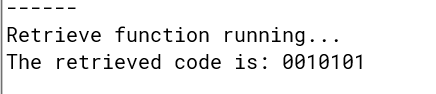 ------
Retrieve function running...
The retrieved code is: 0010101